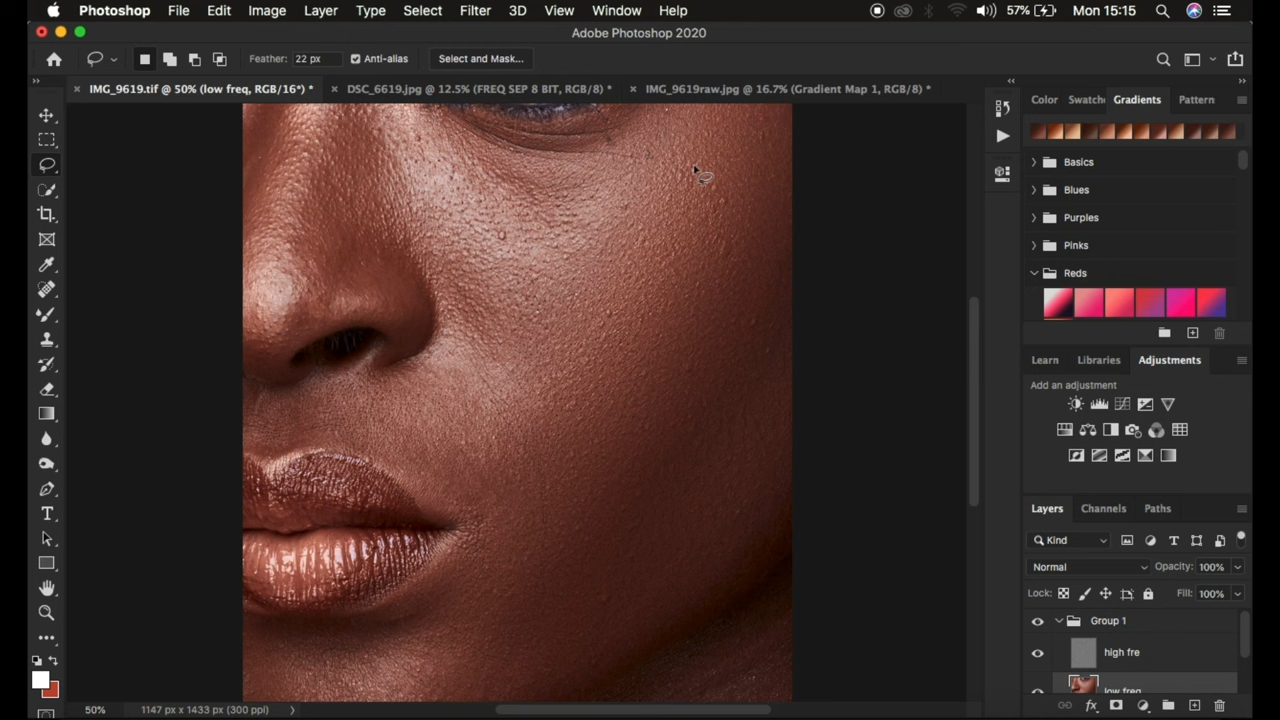 Photoshop File Edit Image Layer Type Select Filter 3D View Window Help 57% Mon 15:15
Adobe Photoshop 2020
Feather: 22 px Anti-alias Select and Mask...
IMG_9619.tif @ 50% (low freq, RGB/16*) * DSC_6619.jpg @ 12.5% (FREQ SEP 8 BIT, RGB/8) * IMG_9619raw.jpg @ 16.7% (Gradient Map 1, RGB/8) *
Color Swatch Gradients Pattern
Basics
Blues
Purples
Pinks
Reds
Learn Libraries Adjustments
Add an adjustment
Layers Channels Paths
Kind
Normal Opacity: 100%
Lock: Fill: 100%
Group 1
high fre
low freq
50% 1147 px x 1433 px (300 ppi)